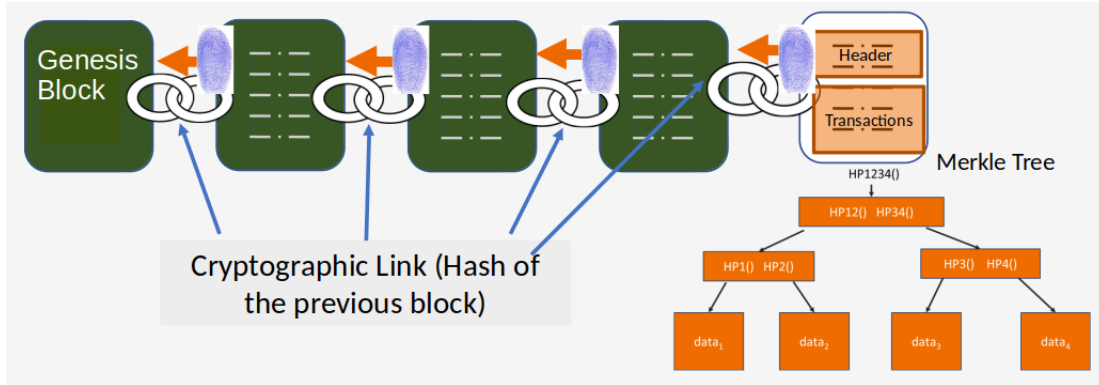 Genesis
Block
Header
Transactions
Merkle Tree
HP1234()
HP12() HP34()
Cryptographic Link (Hash of
the previous block)
HP1() HP2()
HP3() HP4()
data₁
data₂
data₃
data₄